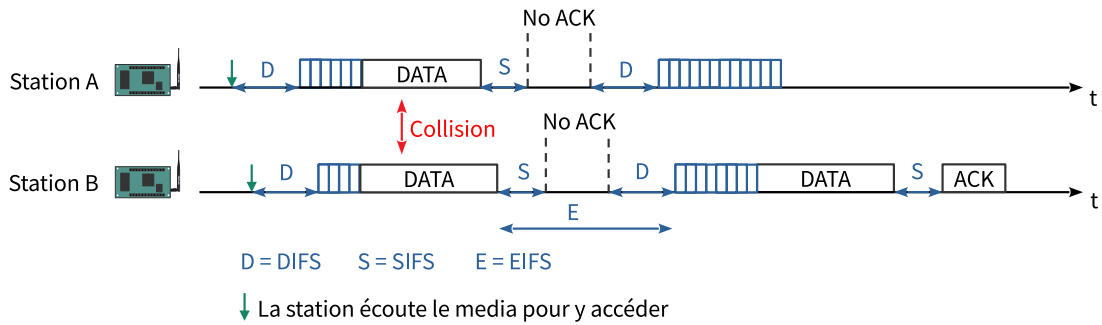 No ACK
Station A
D
DATA
S
D
t
Collision
No ACK
Station B
D
DATA
S
D
DATA
S
ACK
t
E
D = DIFS S = SIFS E = EIFS
La station écoute le media pour y accéder